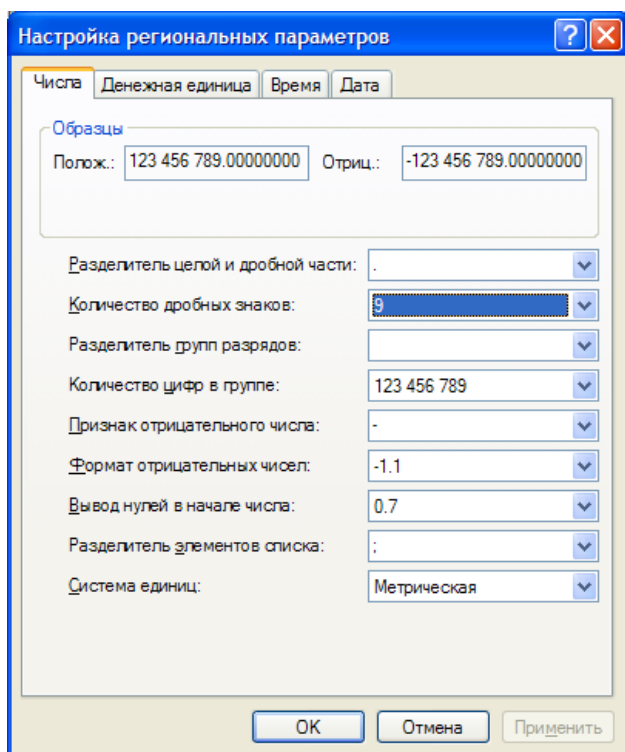 Настройка региональных параметров
Числа Денежная единица Время Дата
Образцы
Полож.: 123 456 789.00000000 Отриц.: -123 456 789.00000000
Разделитель целой и дробной части: .
Количество дробных знаков: 9
Разделитель групп разрядов:
Количество цифр в группе: 123 456 789
Признак отрицательного числа: -
Формат отрицательных чисел: -1.1
Вывод нулей в начале числа: 0.7
Разделитель элементов списка: ;
Система единиц: Метрическая
OK Отмена Применить